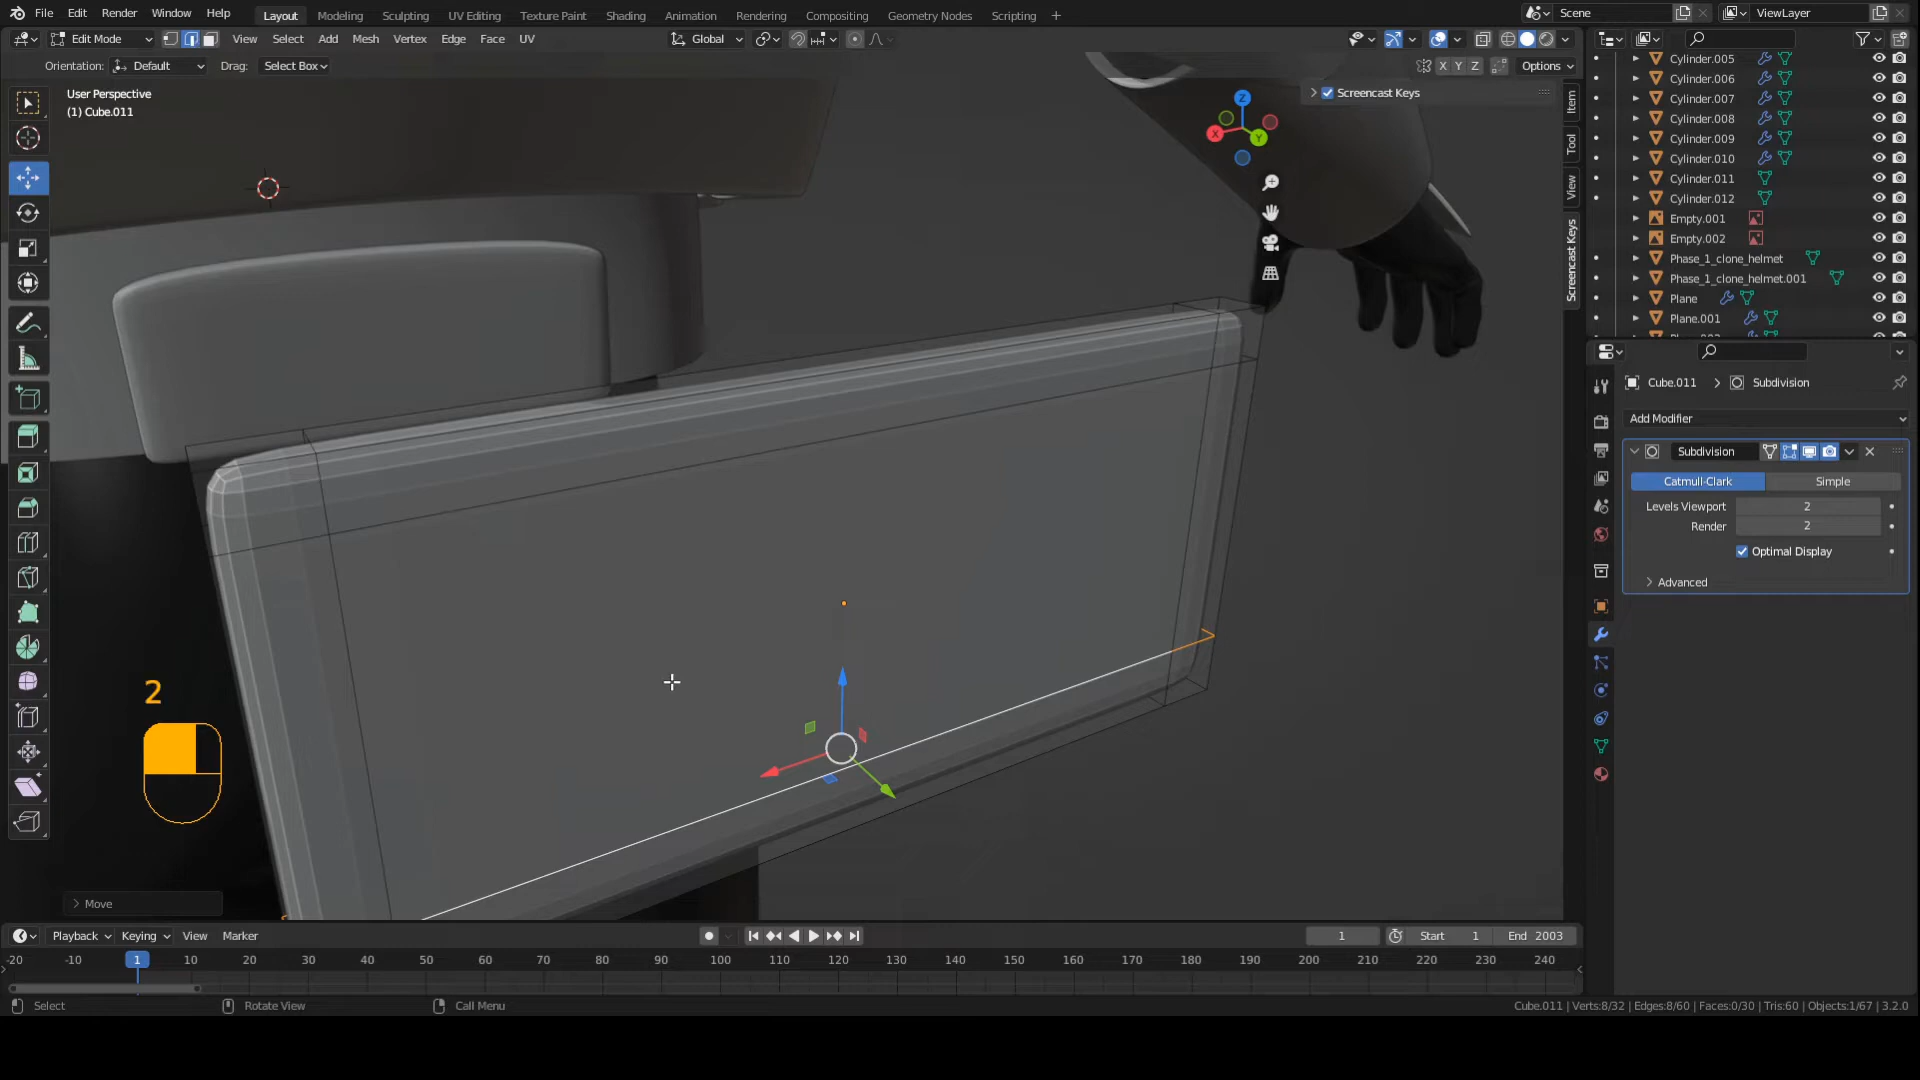 File Edit Render Window Help Layout Modeling Sculpting UV Editing Texture Paint Shading Animation Rendering Compositing Geometry Nodes Scripting + Scene ViewLayer
Edit Mode View Select Add Mesh Vertex Edge Face UV Global
Orientation: Default Drag: Select Box X Y Z Options
User Perspective
(1) Cube.011
Screencast Keys
Z
X
Y
Item
Tool
View
Screencast Keys
Cylinder.005
Cylinder.006
Cylinder.007
Cylinder.008
Cylinder.009
Cylinder.010
Cylinder.011
Cylinder.012
Empty.001
Empty.002
Phase_1_clone_helmet
Phase_1_clone_helmet.001
Plane
Plane.001
Cube.011 > Subdivision
Add Modifier
Subdivision
Catmull-Clark Simple
Levels Viewport 2
Render 2
Optimal Display
Advanced
2
Move
Playback Keying View Marker 1 Start 1 End 2003
-20 -10 1 10 20 30 40 50 60 70 80 90 100 110 120 130 140 150 160 170 180 190 200 210 220 230 240
Select Rotate View Call Menu Cube.011 | Verts:8/32 | Edges:8/60 | Faces:0/30 | Tris:60 | Objects:1/67 | 3.2.0